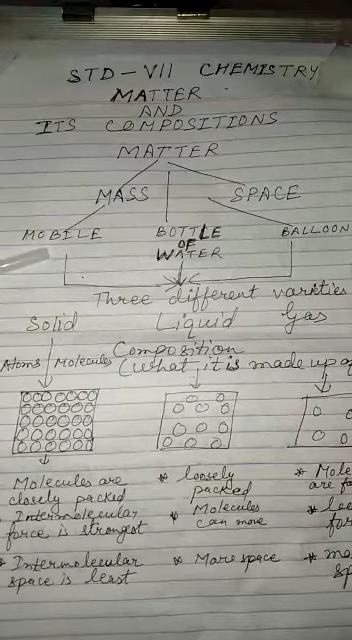 STD-VII CHEMISTRY
MATTER
AND
ITS COMPOSITIONS
MATTER
MASS SPACE
MOBILE BOTTLE OF WATER BALLOON
Three different varities
Solid Liquid Gas
Composition
Atoms Molecules (What it is made up of
Molecules are closely packed
* loosely packed
*
are
Intermolecular force is strongest
* Molecules can move
*
* Intermolecular space is least
* More space
*